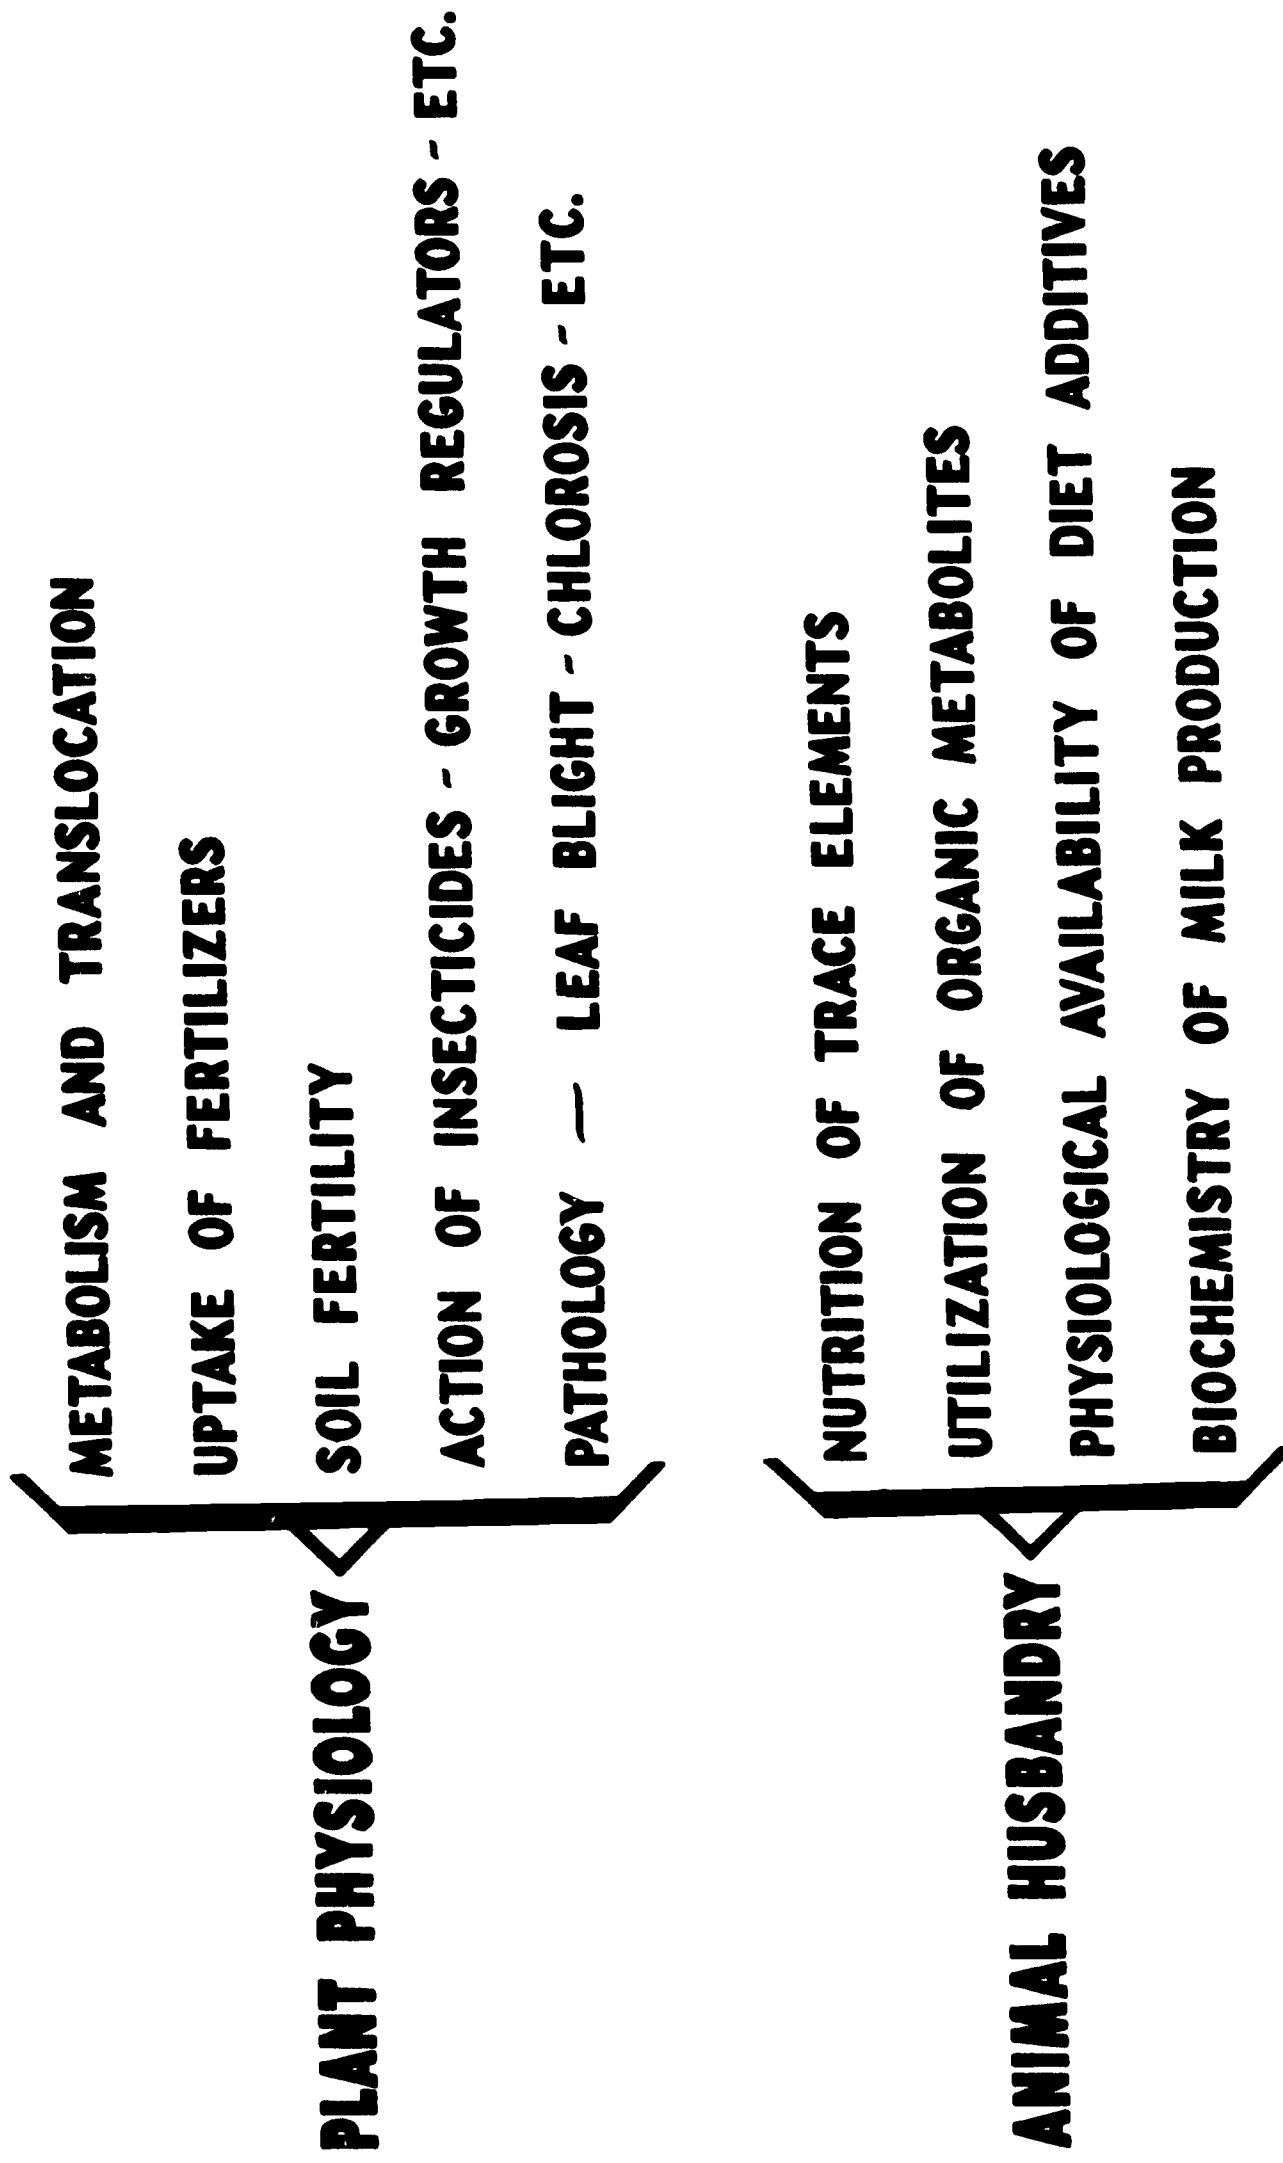 PLANT PHYSIOLOGY
METABOLISM AND TRANSLOCATION
UPTAKE OF FERTILIZERS
SOIL FERTILITY
ACTION OF INSECTICIDES - GROWTH REGULATORS - ETC.
PATHOLOGY — LEAF BLIGHT - CHLOROSIS - ETC.
ANIMAL HUSBANDRY
NUTRITION OF TRACE ELEMENTS
UTILIZATION OF ORGANIC METABOLITES
PHYSIOLOGICAL AVAILABILITY OF DIET ADDITIVES
BIOCHEMISTRY OF MILK PRODUCTION